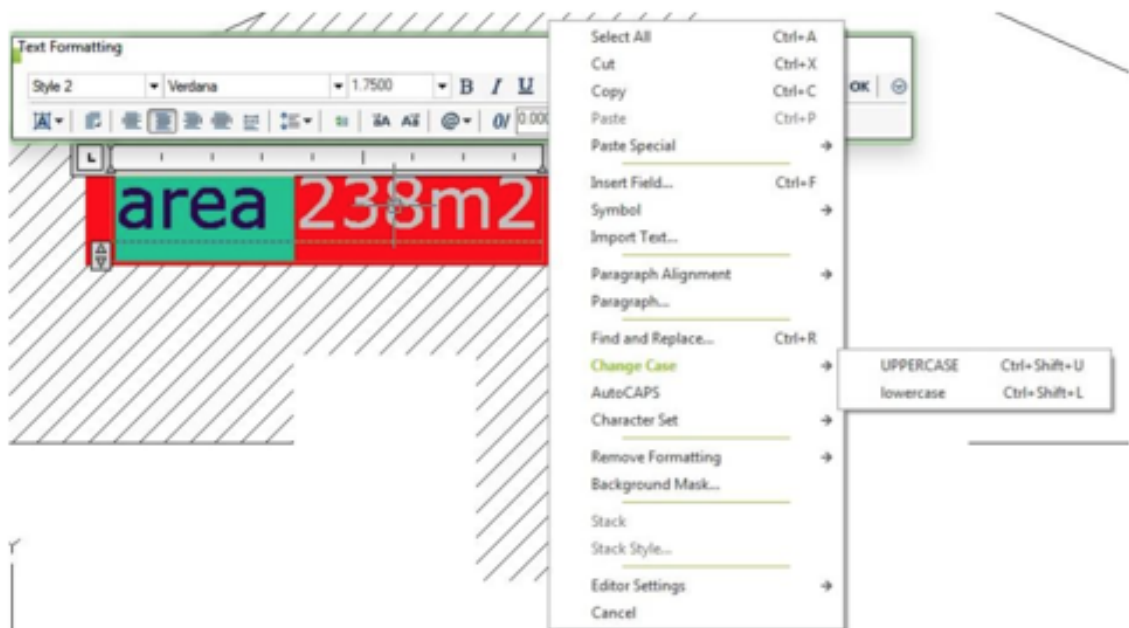 Text Formatting
Style 2 Verdana 1.7500 B I U OK
0/ 0.000
L
area 238m2
Select All Ctrl+A
Cut Ctrl+X
Copy Ctrl+C
Paste Ctrl+P
Paste Special
Insert Field... Ctrl+F
Symbol
Import Text...
Paragraph Alignment
Paragraph...
Find and Replace... Ctrl+R
Change Case
UPPERCASE Ctrl+Shift+U
lowercase Ctrl+Shift+L
AutoCAPS
Character Set
Remove Formatting
Background Mask...
Stack
Stack Style...
Editor Settings
Cancel